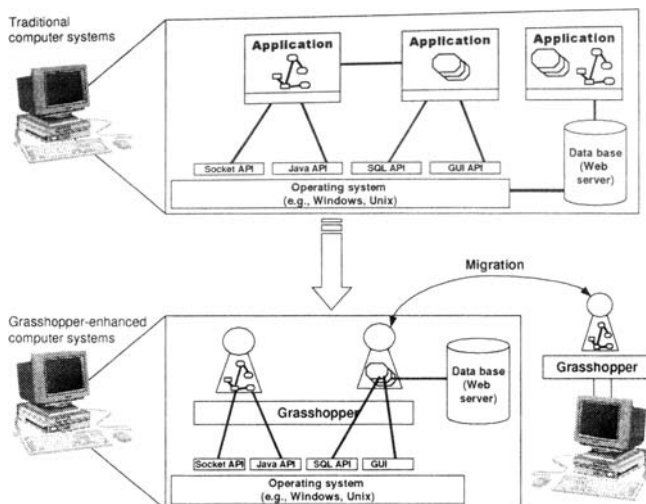 Traditional
computer systems
Application
Application
Application
Socket API
Java API
SQL API
GUI API
Data base
(Web
server)
Operating system
(e.g., Windows, Unix)
Migration
Grasshopper-enhanced
computer systems
Grasshopper
Data base
(Web
server)
Grasshopper
Socket API
Java API
SQL API
GUI
Operating system
(e.g., Windows, Unix)